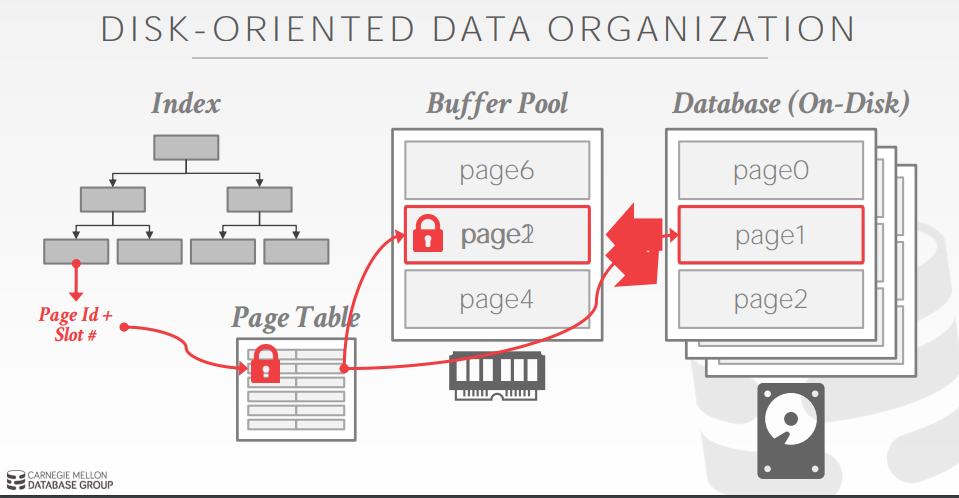 DISK-ORIENTED DATA ORGANIZATION
Index
Buffer Pool
Database (On-Disk)
page6
page4
page0
page1
page2
Page Id +
Slot #
Page Table
CARNEGIE MELLON
DATABASE GROUP